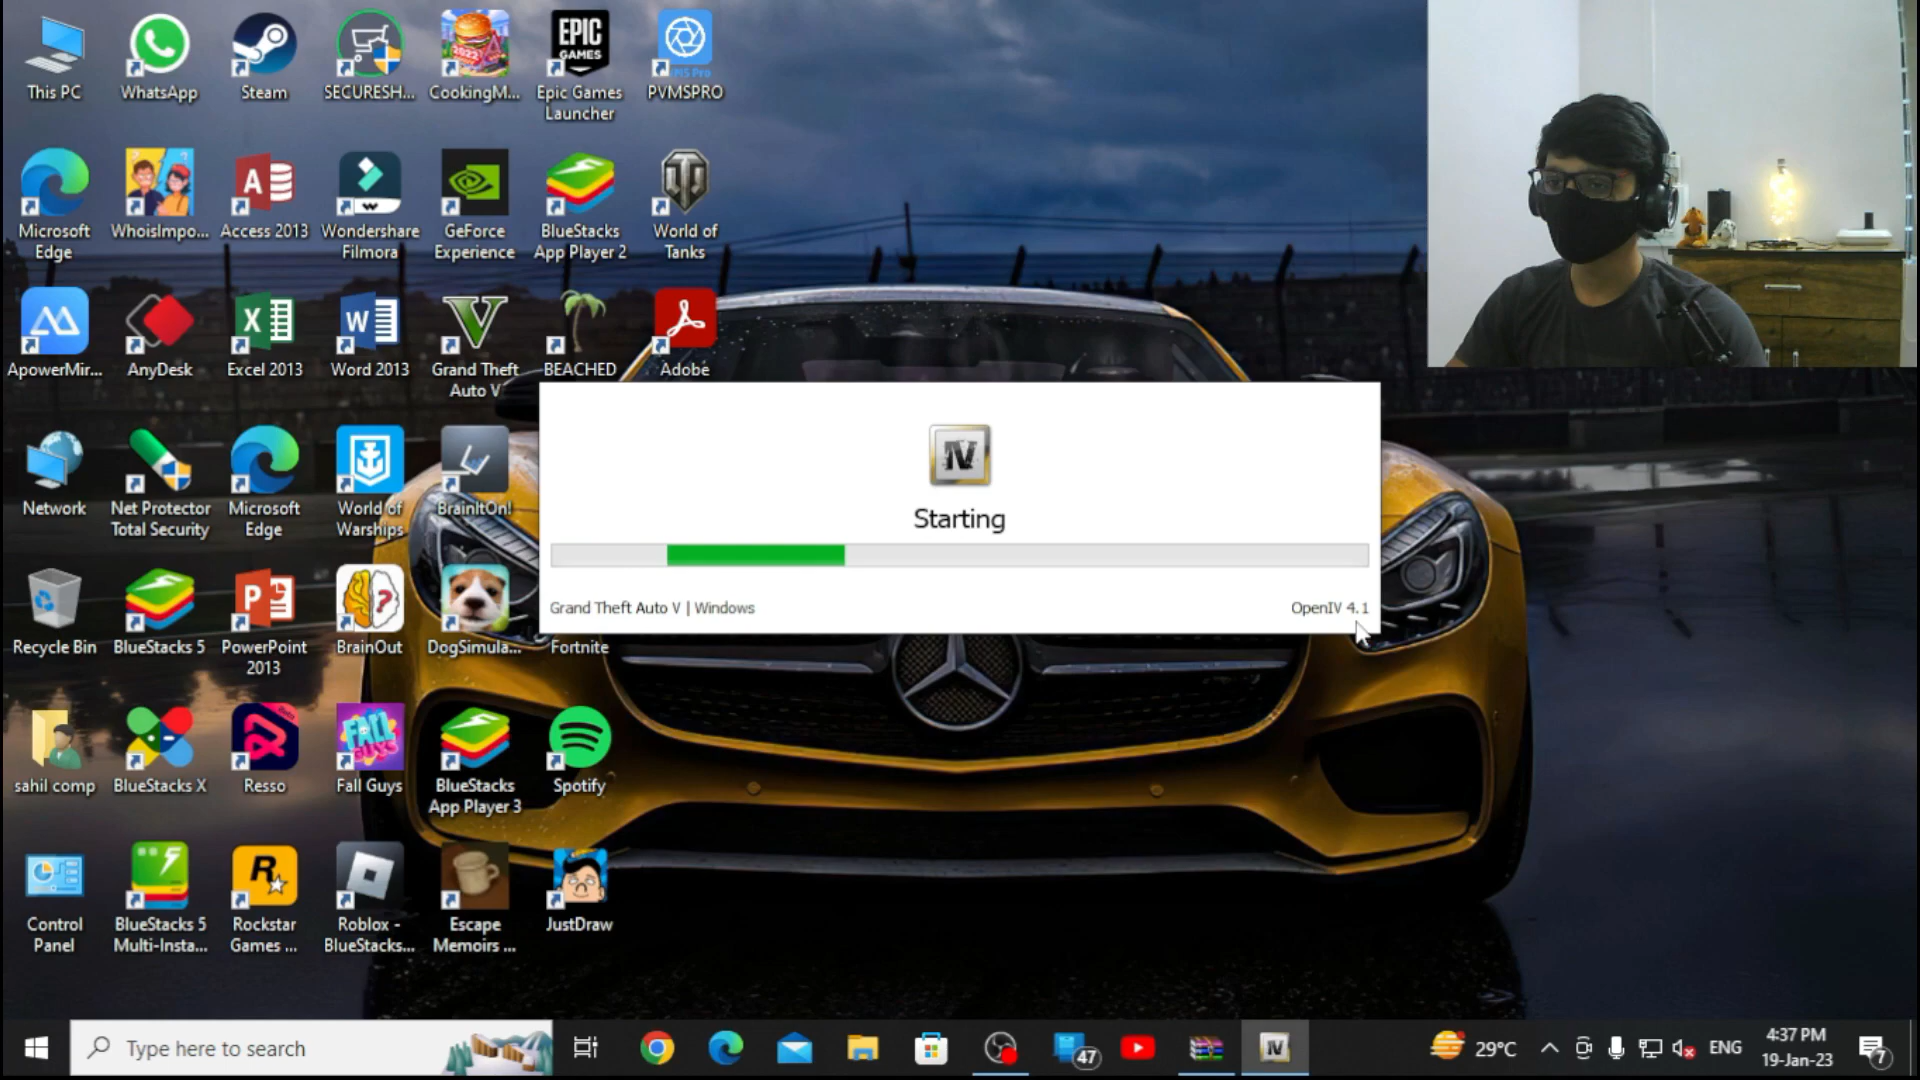 This PC
WhatsApp
Steam
SECURESH...
CookingM...
EPIC
GAMES
Epic Games
Launcher
PVMSPRO
Microsoft
Edge
WhoisImpo...
Access 2013
Wondershare
Filmora
GeForce
Experience
BlueStacks
App Player 2
World of
Tanks
ApowerMir...
AnyDesk
Excel 2013
Word 2013
Grand Theft
Auto V
BEACHED
Adobe
Network
Net Protector
Total Security
Microsoft
Edge
World of
Warships
BrainItOn!
Starting
Grand Theft Auto V | Windows
OpenIV 4.1
Recycle Bin
BlueStacks 5
PowerPoint
2013
BrainOut
DogSimula...
Fortnite
sahil comp
BlueStacks X
Resso
FALL
GUYS
Fall Guys
BlueStacks
App Player 3
Spotify
Control
Panel
BlueStacks 5
Multi-Insta...
Rockstar
Games ...
Roblox -
BlueStacks...
Escape
Memoirs ...
JustDraw
Type here to search
47
29°C
ENG
4:37 PM
19-Jan-23
7